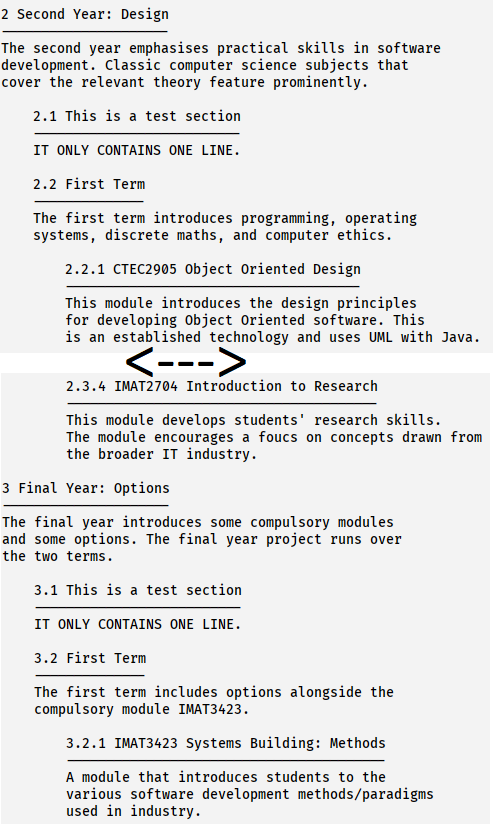 2 Second Year: Design
The second year emphasises practical skills in software
development. Classic computer science subjects that
cover the relevant theory feature prominently.
2.1 This is a test section
IT ONLY CONTAINS ONE LINE.
2.2 First Term
The first term introduces programming, operating
systems, discrete maths, and computer ethics.
2.2.1 CTEC2905 Object Oriented Design
This module introduces the design principles
for developing Object Oriented software. This
is an established technology and uses UML with Java.
<--->
2.3.4 IMAT2704 Introduction to Research
This module develops students' research skills.
The module encourages a foucs on concepts drawn from
the broader IT industry.
3 Final Year: Options
The final year introduces some compulsory modules
and some options. The final year project runs over
the two terms.
3.1 This is a test section
IT ONLY CONTAINS ONE LINE.
3.2 First Term
The first term includes options alongside the
compulsory module IMAT3423.
3.2.1 IMAT3423 Systems Building: Methods
A module that introduces students to the
various software development methods/paradigms
used in industry.